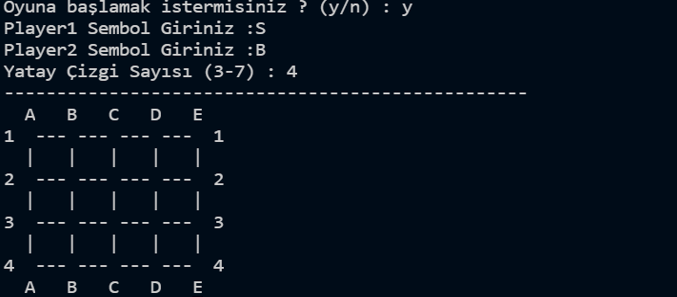 Oyuna başlamak istermisiniz ? (y/n) : y
Player1 Sembol Giriniz :S
Player2 Sembol Giriniz :B
Yatay Çizgi Sayısı (3-7) : 4
--------------------------------------------------
  A   B   C   D   E
1  --- --- --- ---  1
  |   |   |   |   |
2  --- --- --- ---  2
  |   |   |   |   |
3  --- --- --- ---  3
  |   |   |   |   |
4  --- --- --- ---  4
  A   B   C   D   E